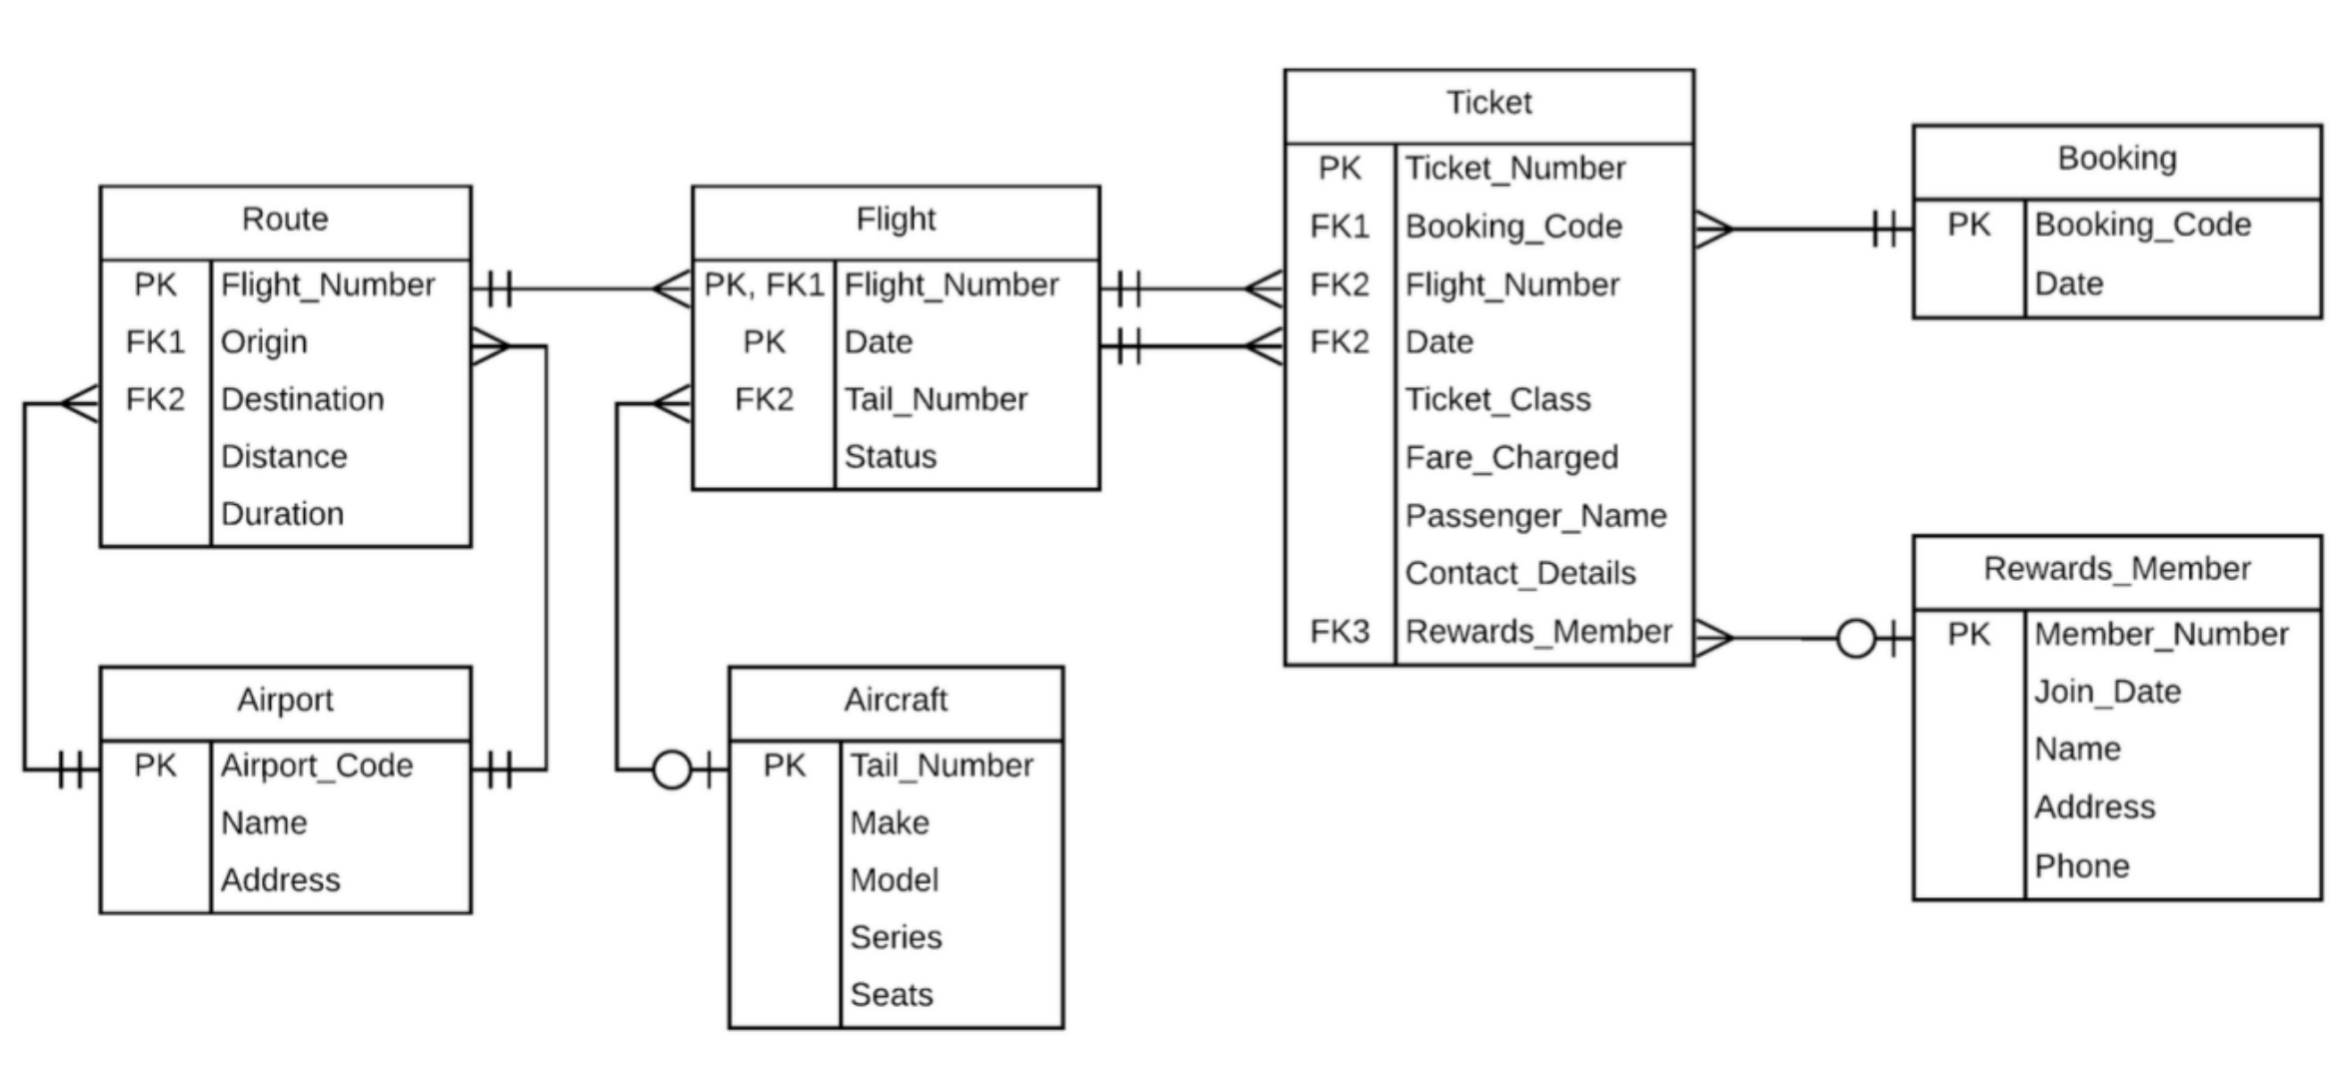 Route
PK Flight_Number
FK1 Origin
FK2 Destination
Distance
Duration
Airport
PK Airport_Code
Name
Address
Flight
PK, FK1 Flight_Number
PK Date
FK2 Tail_Number
Status
Aircraft
PK Tail_Number
Make
Model
Series
Seats
Ticket
PK Ticket_Number
FK1 Booking_Code
FK2 Flight_Number
FK2 Date
Ticket_Class
Fare_Charged
Passenger_Name
Contact_Details
FK3 Rewards_Member
Booking
PK Booking_Code
Date
Rewards_Member
PK Member_Number
Join_Date
Name
Address
Phone